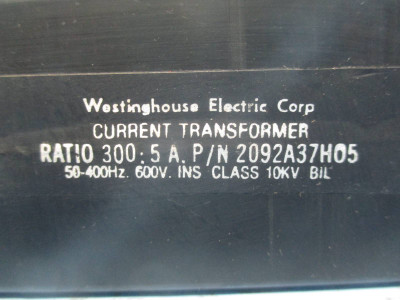 Westinghouse Electric Corp
CURRENT TRANSFORMER
RATIO 300:5 A. P/N 2092A37H05
50-400Hz. 600V. INS CLASS 10KV BIL